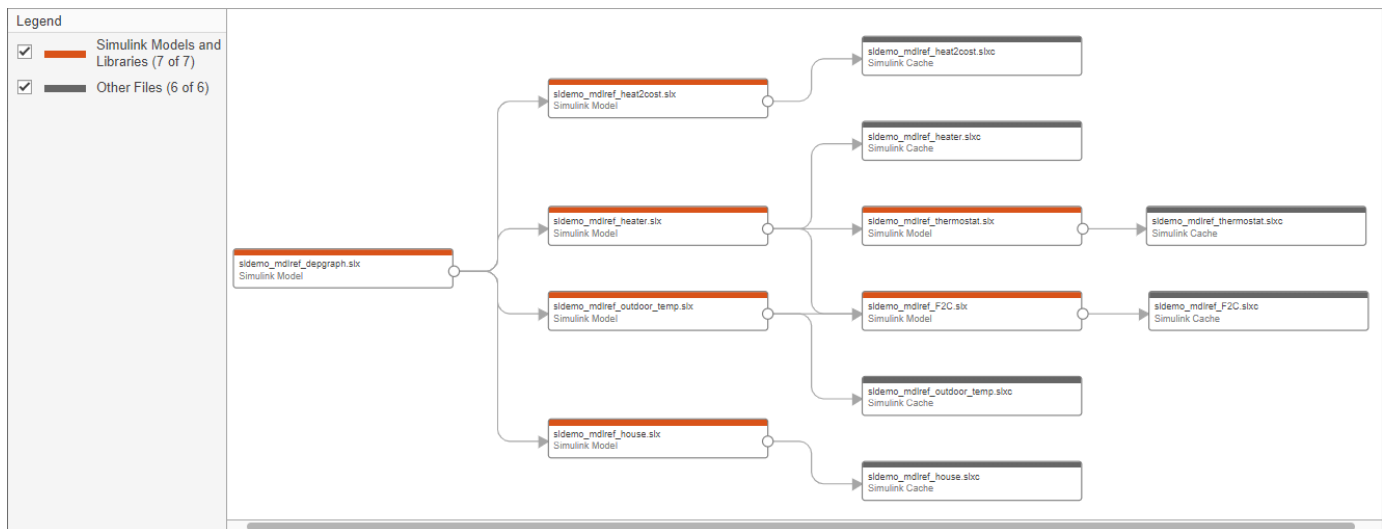 Legend
Simulink Models and
Libraries (7 of 7)
Other Files (6 of 6)
sldemo_mdlref_depgraph.slx
Simulink Model
sldemo_mdlref_heat2cost.slx
Simulink Model
sldemo_mdlref_heater.slx
Simulink Model
sldemo_mdlref_outdoor_temp.slx
Simulink Model
sldemo_mdlref_house.slx
Simulink Model
sldemo_mdlref_heat2cost.slxc
Simulink Cache
sldemo_mdlref_heater.slxc
Simulink Cache
sldemo_mdlref_thermostat.slx
Simulink Model
sldemo_mdlref_F2C.slx
Simulink Model
sldemo_mdlref_outdoor_temp.slxc
Simulink Cache
sldemo_mdlref_house.slxc
Simulink Cache
sldemo_mdlref_thermostat.slxc
Simulink Cache
sldemo_mdlref_F2C.slxc
Simulink Cache